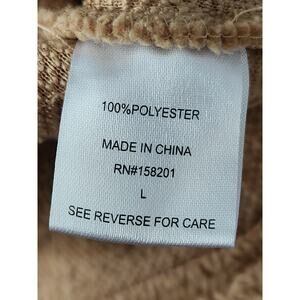 100%POLYESTER
MADE IN CHINA
RN#158201
L
SEE REVERSE FOR CARE